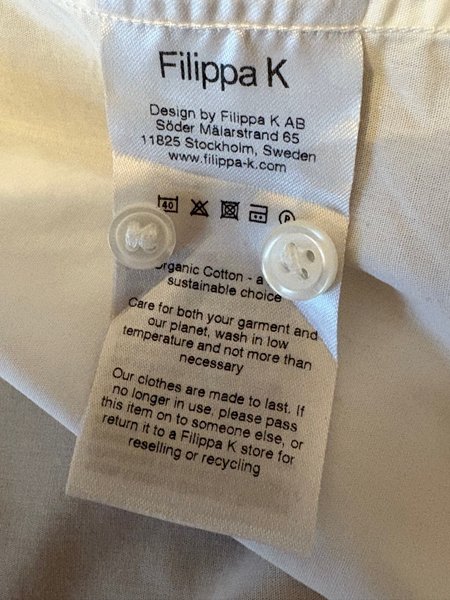 Filippa K
Design by Filippa K AB
Söder Mälarstrand 65
11825 Stockholm, Sweden
www.filippa-k.com
40 P
Organic Cotton - a
sustainable choice
Care for both your garment and
our planet, wash in low
temperature and not more than
necessary
Our clothes are made to last. If
no longer in use, please pass
this item on to someone else, or
return it to a Filippa K store for
reselling or recycling